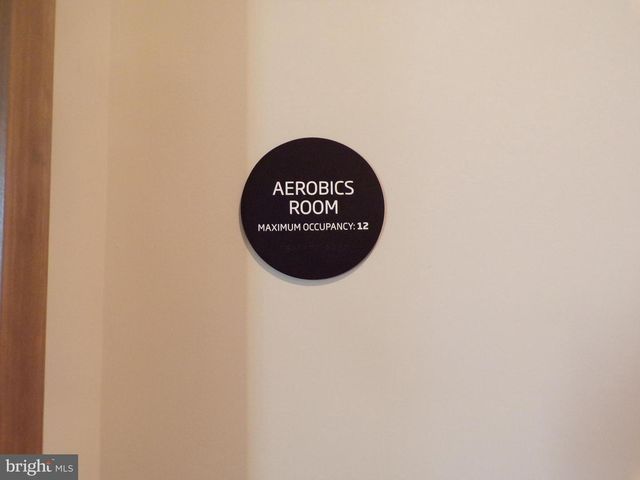 AEROBICS
ROOM
MAXIMUM OCCUPANCY: 12
bright MLS